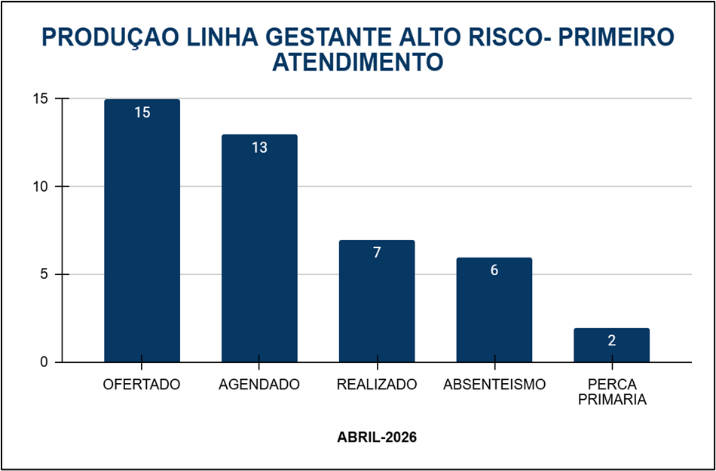 PRODUÇAO LINHA GESTANTE ALTO RISCO- PRIMEIRO
ATENDIMENTO
15
10
5
0
15
13
7
6
2
OFERTADO
AGENDADO
REALIZADO
ABSENTEISMO
PERCA
PRIMARIA
ABRIL-2026